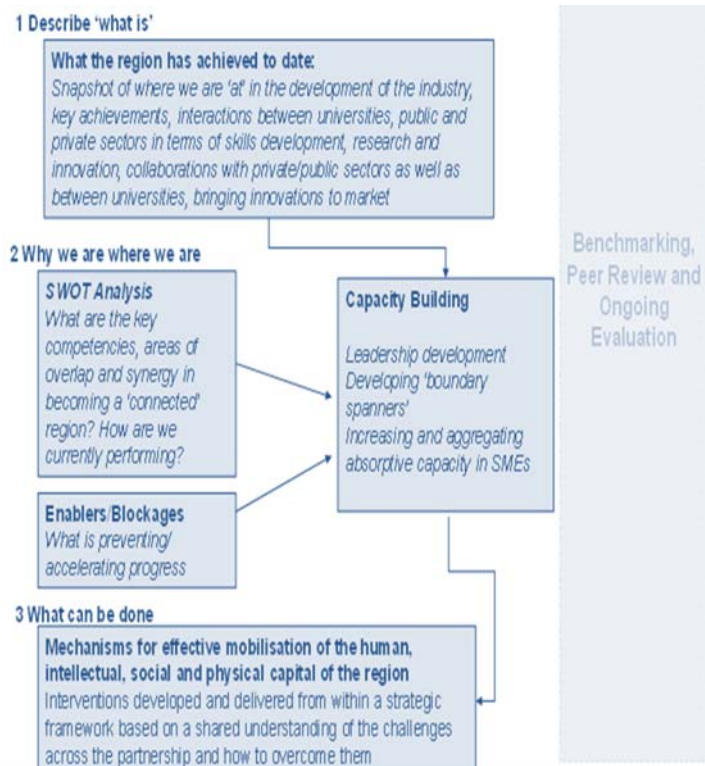 1 Describe 'what is'
What the region has achieved to date:
Snapshot of where we are 'at' in the development of the industry,
key achievements, interactions between universities, public and
private sectors in terms of skills development, research and
innovation, collaborations with private/public sectors as well as
between universities, bringing innovations to market
2 Why we are where we are
SWOT Analysis
What are the key
competencies, areas of
overlap and synergy in
becoming a 'connected'
region? How are we
currently performing?
Enablers/Blockages
What is preventing/
accelerating progress
Capacity Building
Leadership development
Developing 'boundary
spanners'
Increasing and aggregating
absorptive capacity in SMEs
3 What can be done
Mechanisms for effective mobilisation of the human,
intellectual, social and physical capital of the region
Interventions developed and delivered from within a strategic
framework based on a shared understanding of the challenges
across the partnership and how to overcome them
Benchmarking,
Peer Review and
Ongoing
Evaluation